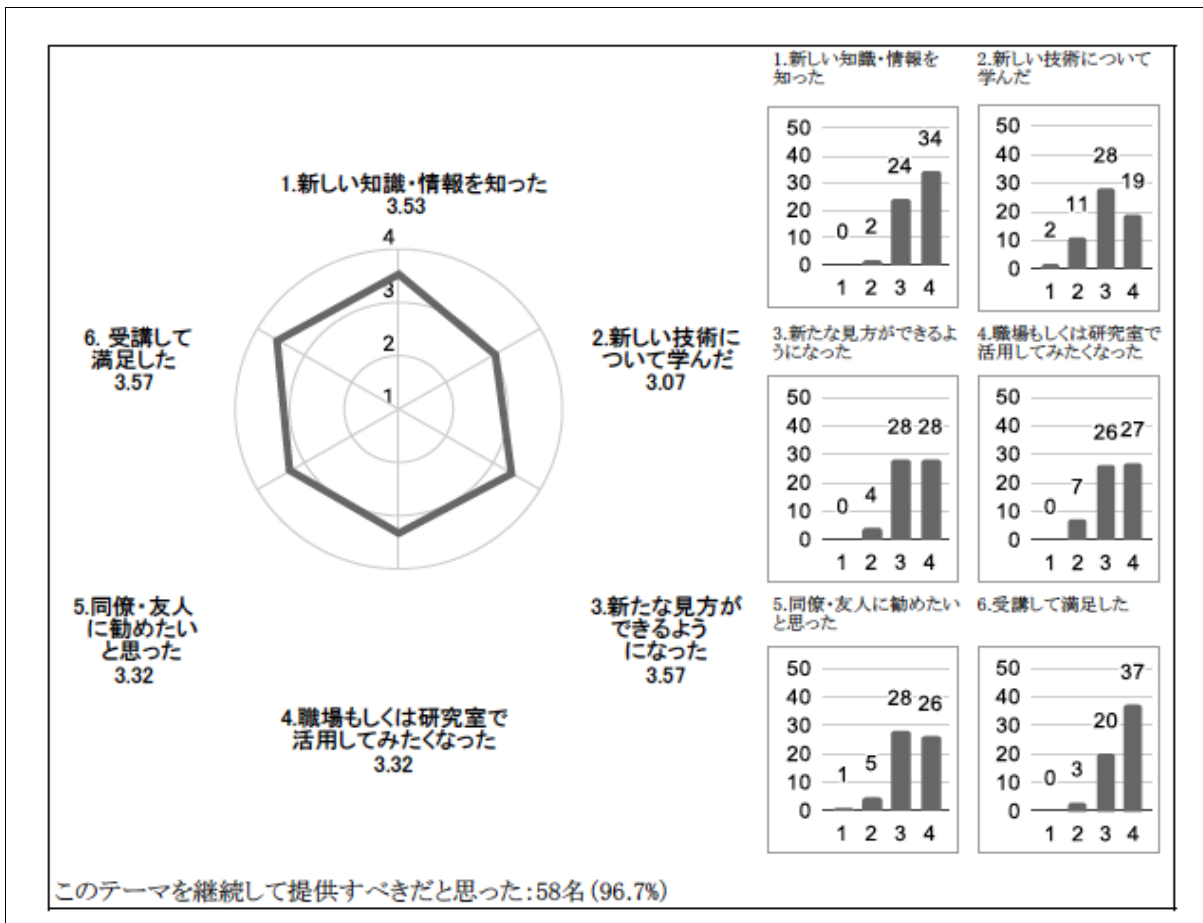 1.新しい知識・情報を知った
3.53
4
3
2
1
2.新しい技術に
ついて学んだ
3.07
3.新たな見方が
できるよう
になった
3.57
4.職場もしくは研究室で
活用してみたくなった
3.32
5.同僚・友人
に勧めたい
と思った
3.32
6. 受講して
満足した
3.57
1.新しい知識・情報を
知った
50
40
30
20
10
0
0 2 24 34
1 2 3 4
2.新しい技術について
学んだ
50
40
30
20
10
0
2 11 28 19
1 2 3 4
3.新たな見方ができるよ
うになった
50
40
30
20
10
0
0 4 28 28
1 2 3 4
4.職場もしくは研究室で
活用してみたくなった
50
40
30
20
10
0
0 7 26 27
1 2 3 4
5.同僚・友人に勧めたい
と思った
50
40
30
20
10
0
1 5 28 26
1 2 3 4
6.受講して満足した
50
40
30
20
10
0
0 3 20 37
1 2 3 4
このテーマを継続して提供すべきだと思った:58名(96.7%)